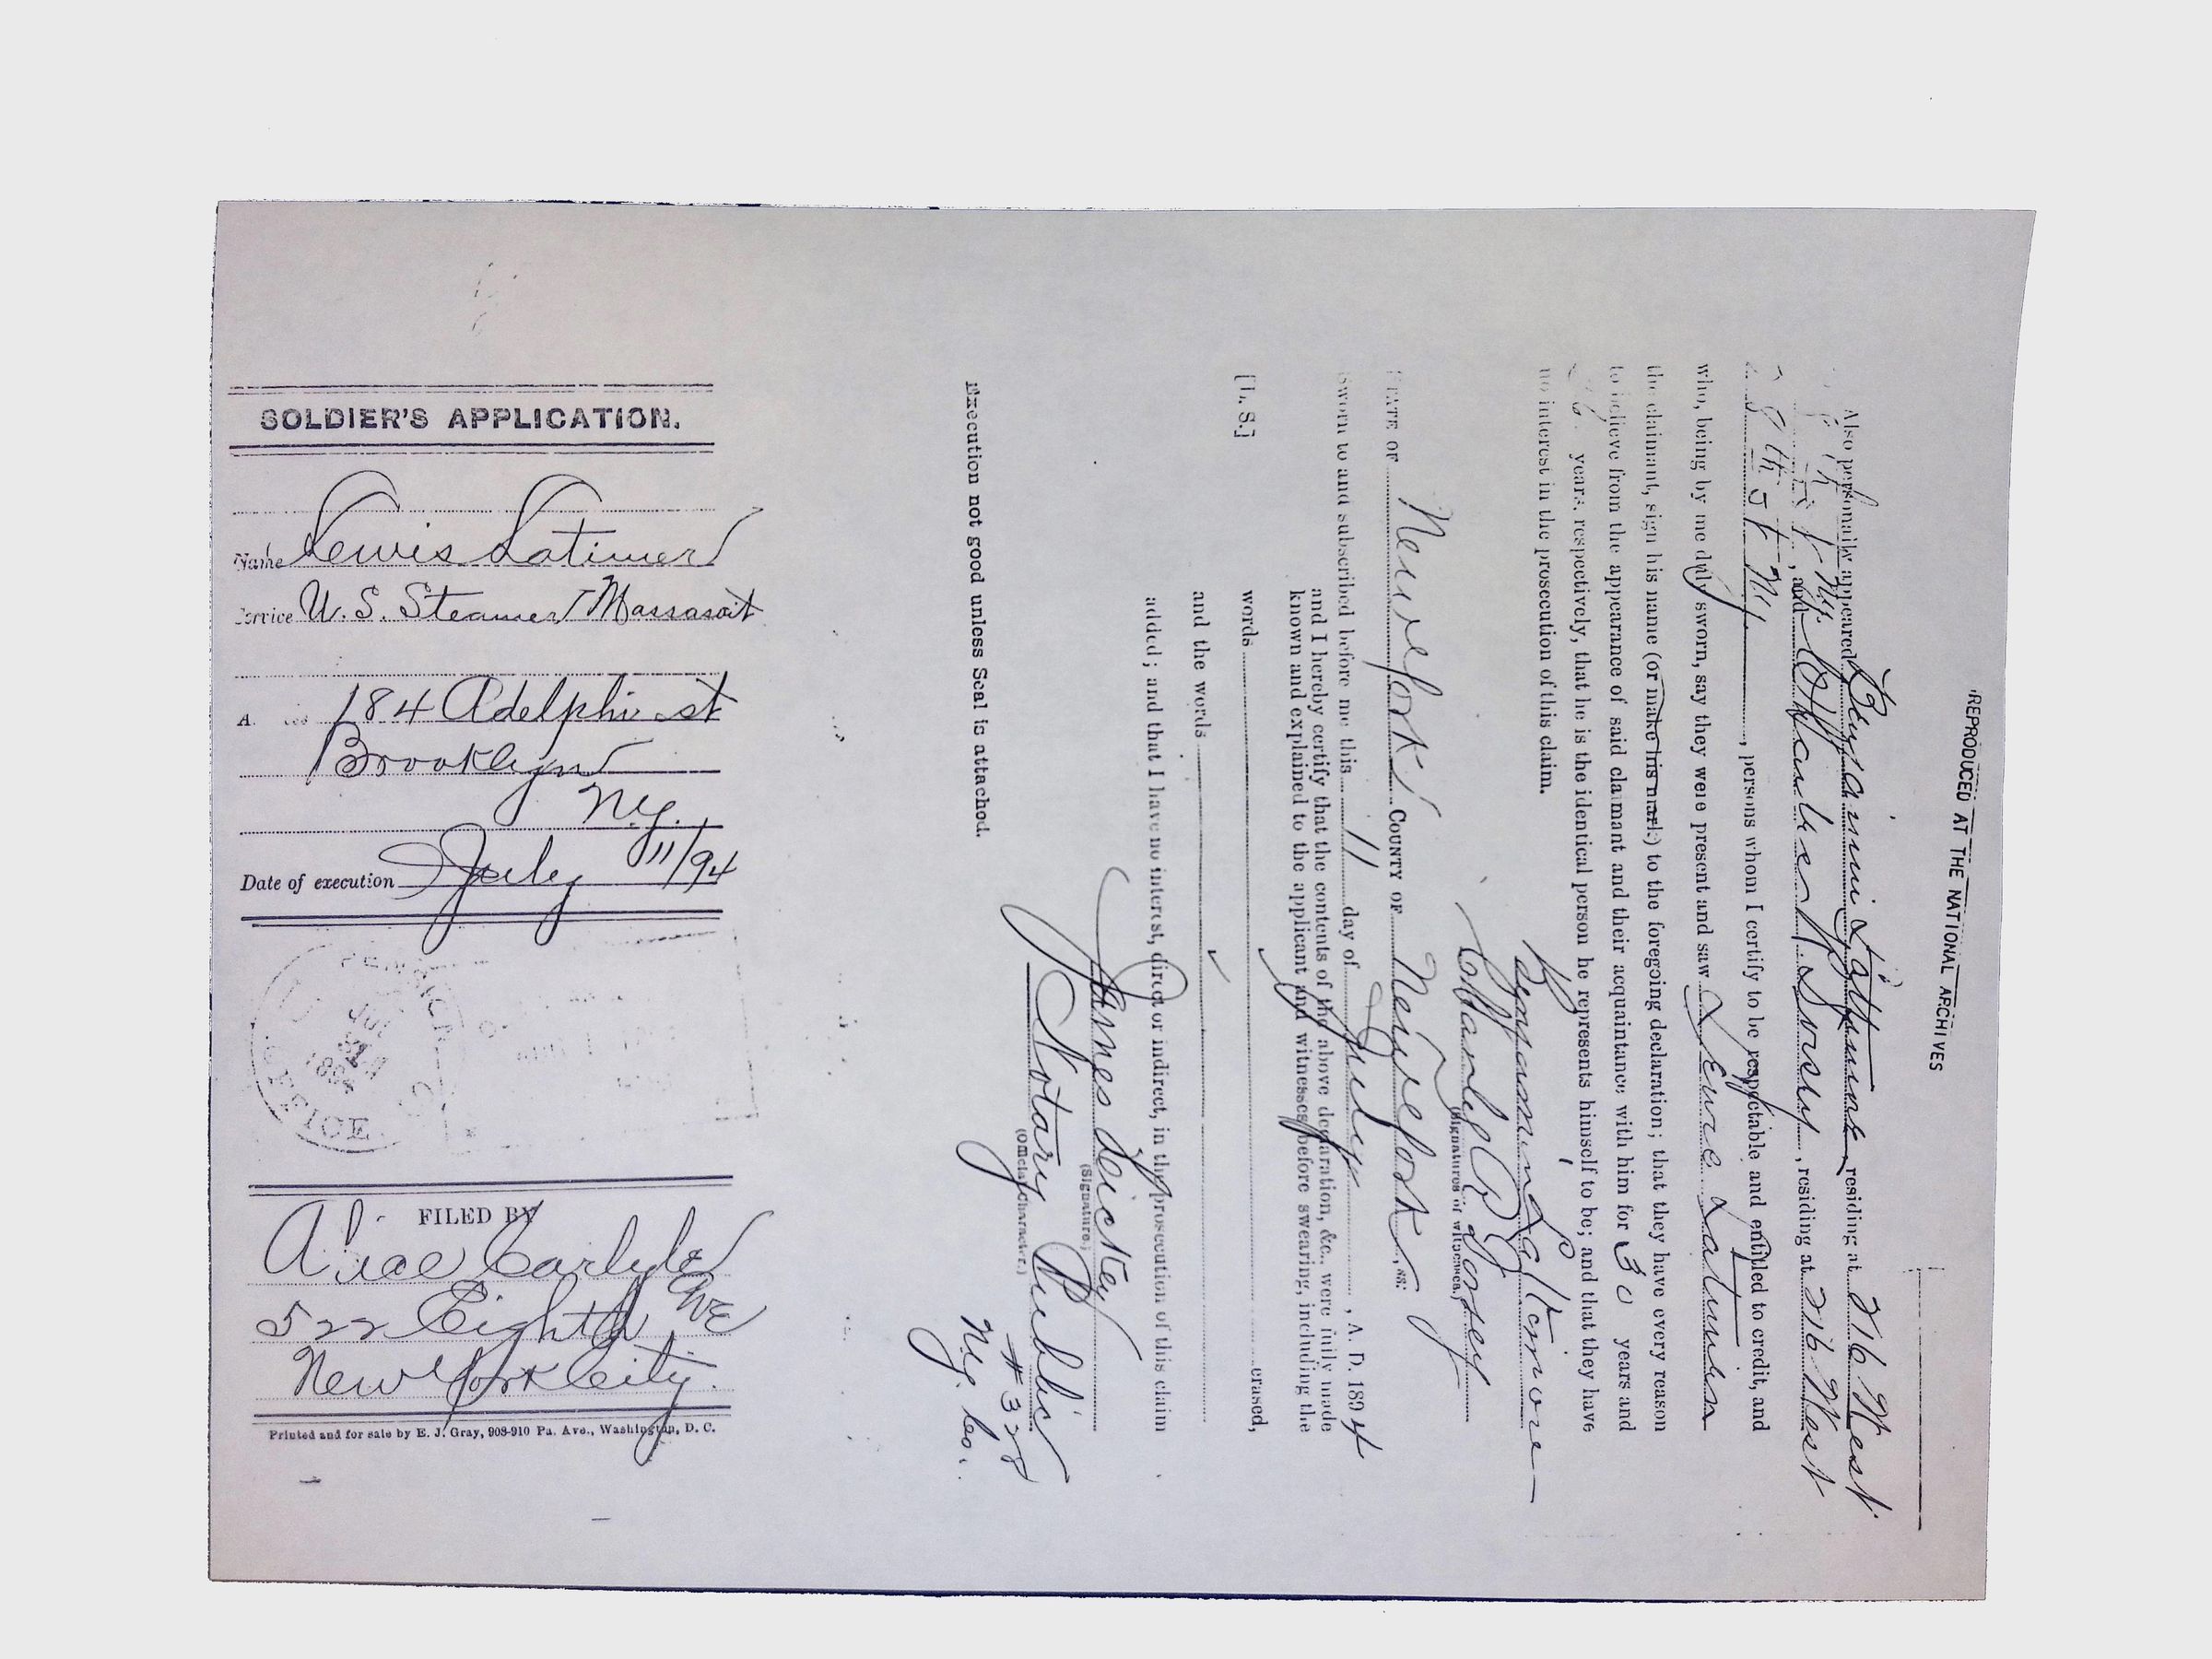 SOLDIER'S APPLICATION.
Name Lewis Latimer
Service U. S. Steamer Massasoit
184 Adelphi st
Brooklyn
N.Y.
Date of execution July 11/94
PENSION
JUL
1894
OFFICE
FILED BY
Alice Carlyle
522 Eighth Ave
New York City.
Printed and for sale by E. J. Gray, 908-910 Pa. Ave., Washington, D. C.
REPRODUCED AT THE NATIONAL ARCHIVES
Also personally appeared Benjamin residing at 216 West
N.Y. , and Charles R. Dorsey, residing at 216 West
28th St N.Y. , persons whom I certify to be respectable and entitled to credit, and
who, being by me duly sworn, say they were present and saw Lewis Latimer
the claimant, sign his name (or make his mark) to the foregoing declaration; that they have every reason
to believe from the appearance of said claimant and their acquaintance with him for 30 years and
years, respectively, that he is the identical person he represents himself to be; and that they have
no interest in the prosecution of this claim.
Benjamin Lattimore
Charles R Dorsey
(Signatures of witnesses.)
STATE OF New York COUNTY OF New York, ss:
Sworn to and subscribed before me this 11 day of July, A. D. 1894
and I hereby certify that the contents of the above declaration, &c., were fully made
known and explained to the applicant and witnesses before swearing, including the
words erased,
[L. S.]
and the words
added; and that I have no interest, direct or indirect, in the prosecution of this claim
James Dickey
(Signature.)
Notary Public
(Official Character.)
#328
N.Y. Co.
Execution not good unless Seal is attached.